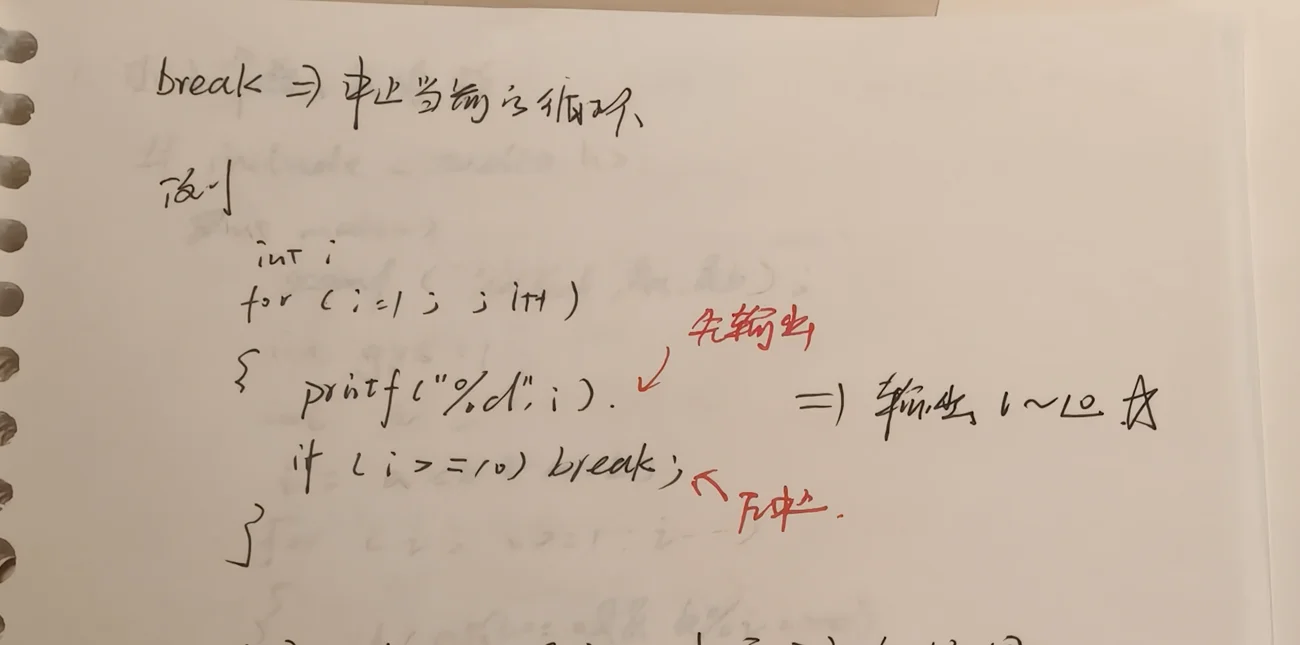 break => 中止当前的循环
例
int i
for (i=1 ; ; i++)
{
先输出
printf("%d", i).
=> 输出 1~10
if (i>=10) break;
后中止.
}